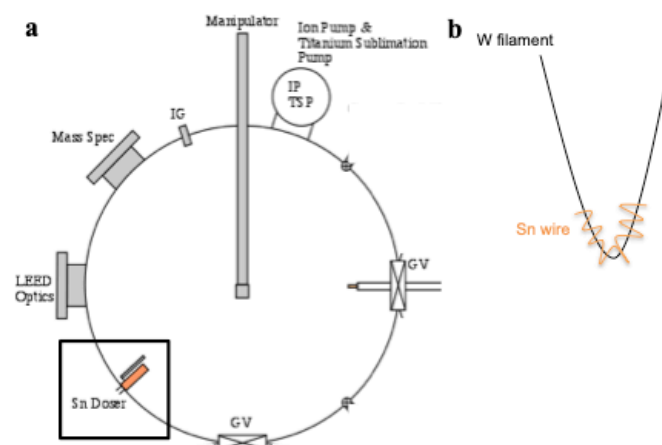 a
Manipulator
Ion Pump &
Titanium Sublimation
Pump
b
W filament
IP
TSP
IG
Mass Spec
Sn wire
LEED
Optics
GV
Sn Doser
GV